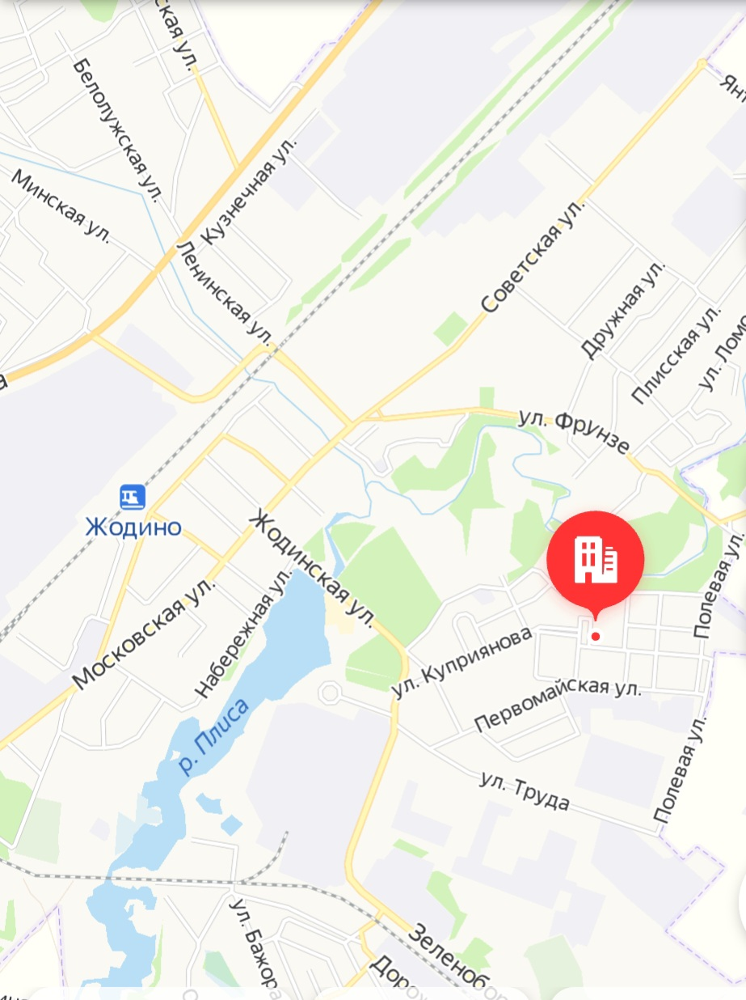 Белолужская ул.
Минская ул.
Кузнечная ул.
Ленинская ул.
Советская ул.
Дружная ул.
Плисская ул.
ул. Фрунзе
Жодино
Жодинская ул.
Московская ул.
Набережная ул.
Полевая ул.
ул. Куприянова
Первомайская ул.
р. Плиса
Полевая ул.
ул. Труда